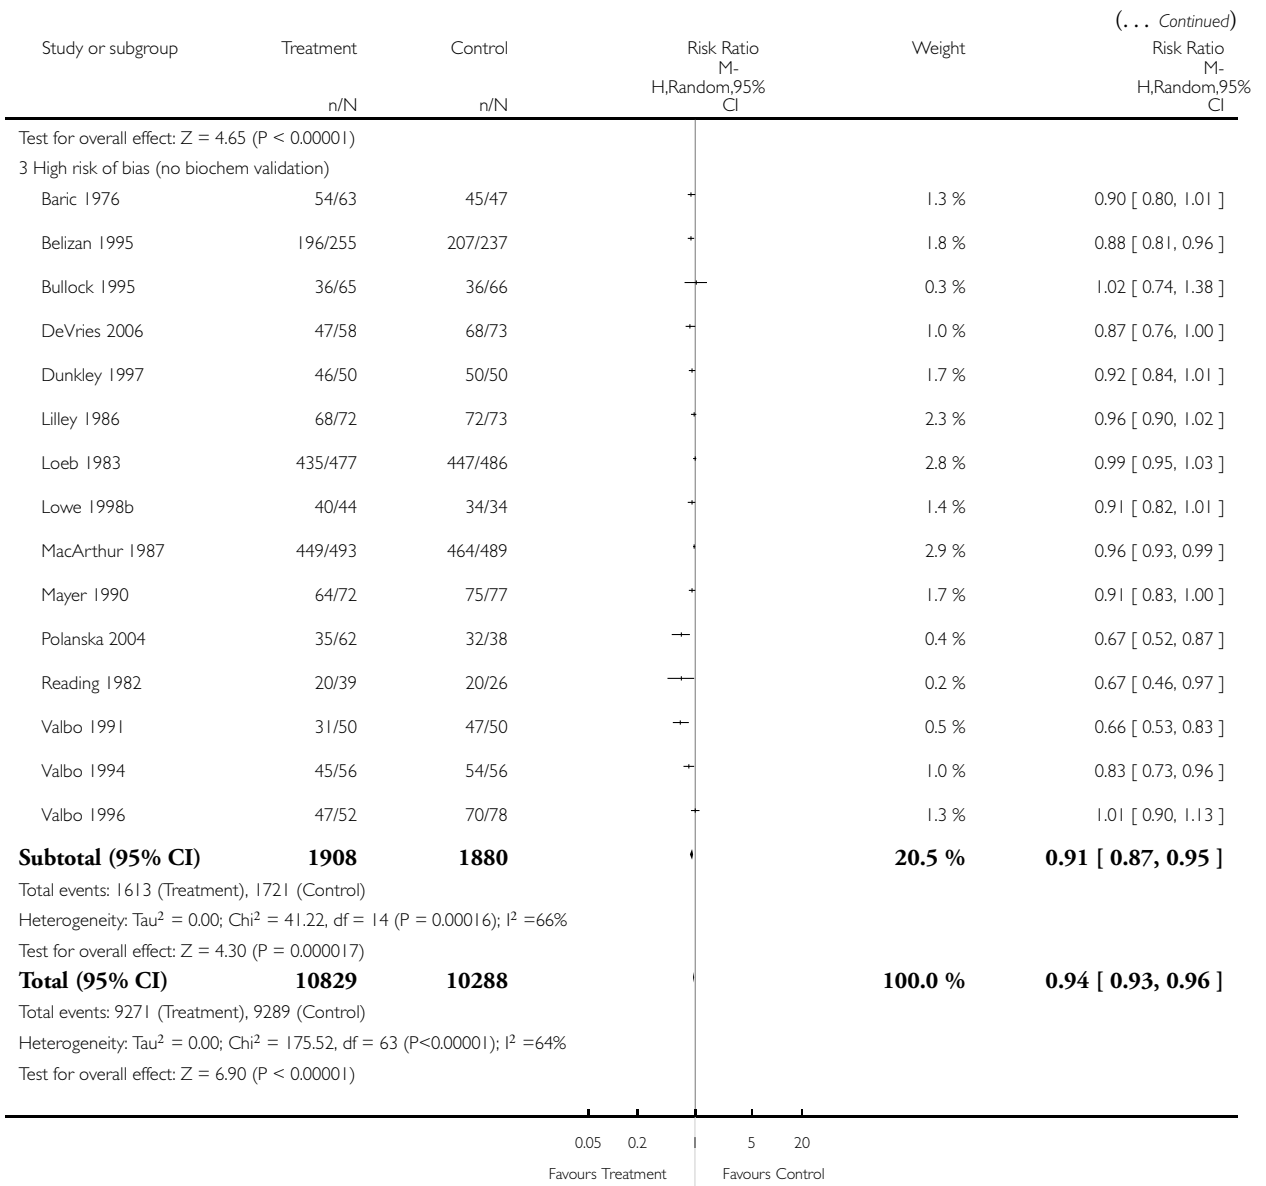 (... Continued)
Study or subgroup Treatment Control Risk Ratio Weight Risk Ratio
M- M-
H,Random,95% H,Random,95%
n/N n/N CI CI
Test for overall effect: Z = 4.65 (P < 0.00001)
3 High risk of bias (no biochem validation)
Baric 1976 54/63 45/47 1.3 % 0.90 [ 0.80, 1.01 ]
Belizan 1995 196/255 207/237 1.8 % 0.88 [ 0.81, 0.96 ]
Bullock 1995 36/65 36/66 0.3 % 1.02 [ 0.74, 1.38 ]
DeVries 2006 47/58 68/73 1.0 % 0.87 [ 0.76, 1.00 ]
Dunkley 1997 46/50 50/50 1.7 % 0.92 [ 0.84, 1.01 ]
Lilley 1986 68/72 72/73 2.3 % 0.96 [ 0.90, 1.02 ]
Loeb 1983 435/477 447/486 2.8 % 0.99 [ 0.95, 1.03 ]
Lowe 1998b 40/44 34/34 1.4 % 0.91 [ 0.82, 1.01 ]
MacArthur 1987 449/493 464/489 2.9 % 0.96 [ 0.93, 0.99 ]
Mayer 1990 64/72 75/77 1.7 % 0.91 [ 0.83, 1.00 ]
Polanska 2004 35/62 32/38 0.4 % 0.67 [ 0.52, 0.87 ]
Reading 1982 20/39 20/26 0.2 % 0.67 [ 0.46, 0.97 ]
Valbo 1991 31/50 47/50 0.5 % 0.66 [ 0.53, 0.83 ]
Valbo 1994 45/56 54/56 1.0 % 0.83 [ 0.73, 0.96 ]
Valbo 1996 47/52 70/78 1.3 % 1.01 [ 0.90, 1.13 ]
Subtotal (95% CI) 1908 1880 20.5 % 0.91 [ 0.87, 0.95 ]
Total events: 1613 (Treatment), 1721 (Control)
Heterogeneity: Tau² = 0.00; Chi² = 41.22, df = 14 (P = 0.00016); I² =66%
Test for overall effect: Z = 4.30 (P = 0.000017)
Total (95% CI) 10829 10288 100.0 % 0.94 [ 0.93, 0.96 ]
Total events: 9271 (Treatment), 9289 (Control)
Heterogeneity: Tau² = 0.00; Chi² = 175.52, df = 63 (P<0.00001); I² =64%
Test for overall effect: Z = 6.90 (P < 0.00001)
0.05 0.2 1 5 20
Favours Treatment Favours Control